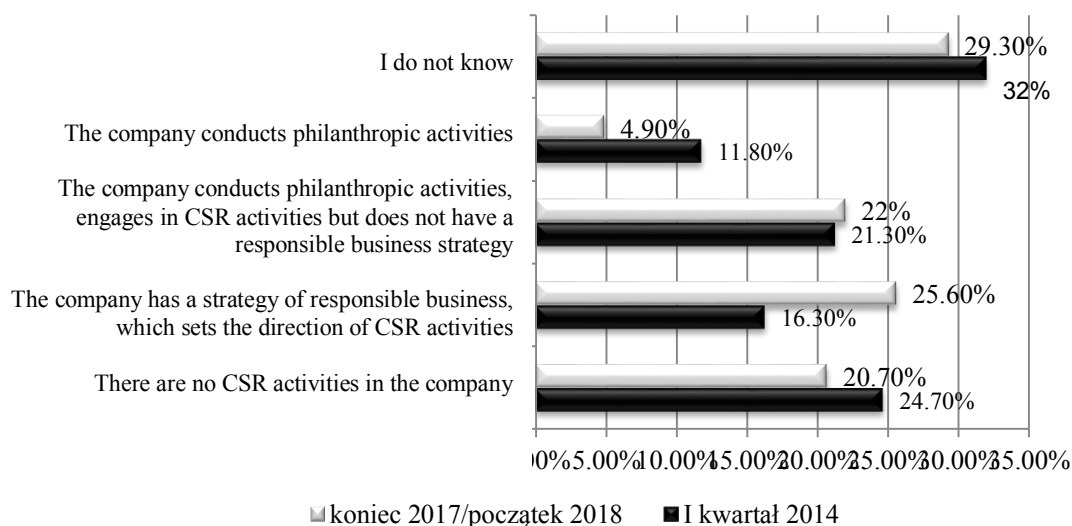 I do not know
29.30%
32%
The company conducts philanthropic activities
4.90%
11.80%
The company conducts philanthropic activities,
engages in CSR activities but does not have a
responsible business strategy
22%
21.30%
The company has a strategy of responsible business,
which sets the direction of CSR activities
25.60%
16.30%
There are no CSR activities in the company
20.70%
24.70%
5.00% 10.00% 15.00% 20.00% 25.00% 30.00% 35.00%
koniec 2017/początek 2018 I kwartał 2014